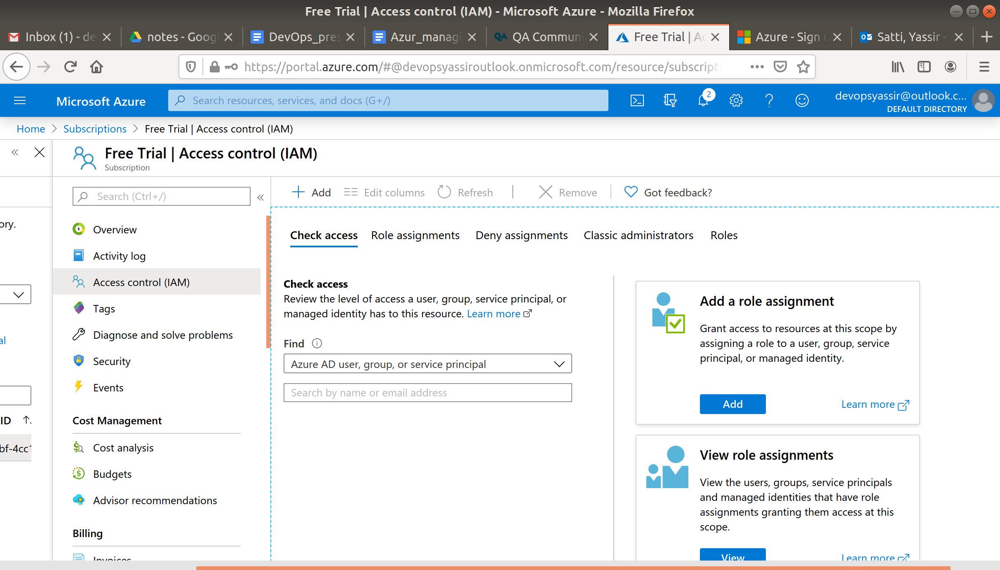 Free Trial | Access control (IAM) - Microsoft Azure - Mozilla Firefox
Inbox (1) - de
notes - Googl
DevOps_pres
Azur_managi
QA Communi
Free Trial | Ac
Azure - Sign u
Satti, Yassir -
https://portal.azure.com/#@devopsyassiroutlook.onmicrosoft.com/resource/subscripti
Microsoft Azure
Search resources, services, and docs (G+/)
2
devopsyassir@outlook.c...
DEFAULT DIRECTORY
Home > Subscriptions > Free Trial | Access control (IAM)
Free Trial | Access control (IAM)
Subscription
ory.
al
ID
bf-4cc1
Search (Ctrl+/)
Overview
Activity log
Access control (IAM)
Tags
Diagnose and solve problems
Security
Events
Cost Management
Cost analysis
Budgets
Advisor recommendations
Billing
Invoices
Add
Edit columns
Refresh
Remove
Got feedback?
Check access
Role assignments
Deny assignments
Classic administrators
Roles
Check access
Review the level of access a user, group, service principal, or
managed identity has to this resource. Learn more
Find
Azure AD user, group, or service principal
Search by name or email address
Add a role assignment
Grant access to resources at this scope by
assigning a role to a user, group, service
principal, or managed identity.
Add
Learn more
View role assignments
View the users, groups, service principals
and managed identities that have role
assignments granting them access at this
scope.
View
Learn more